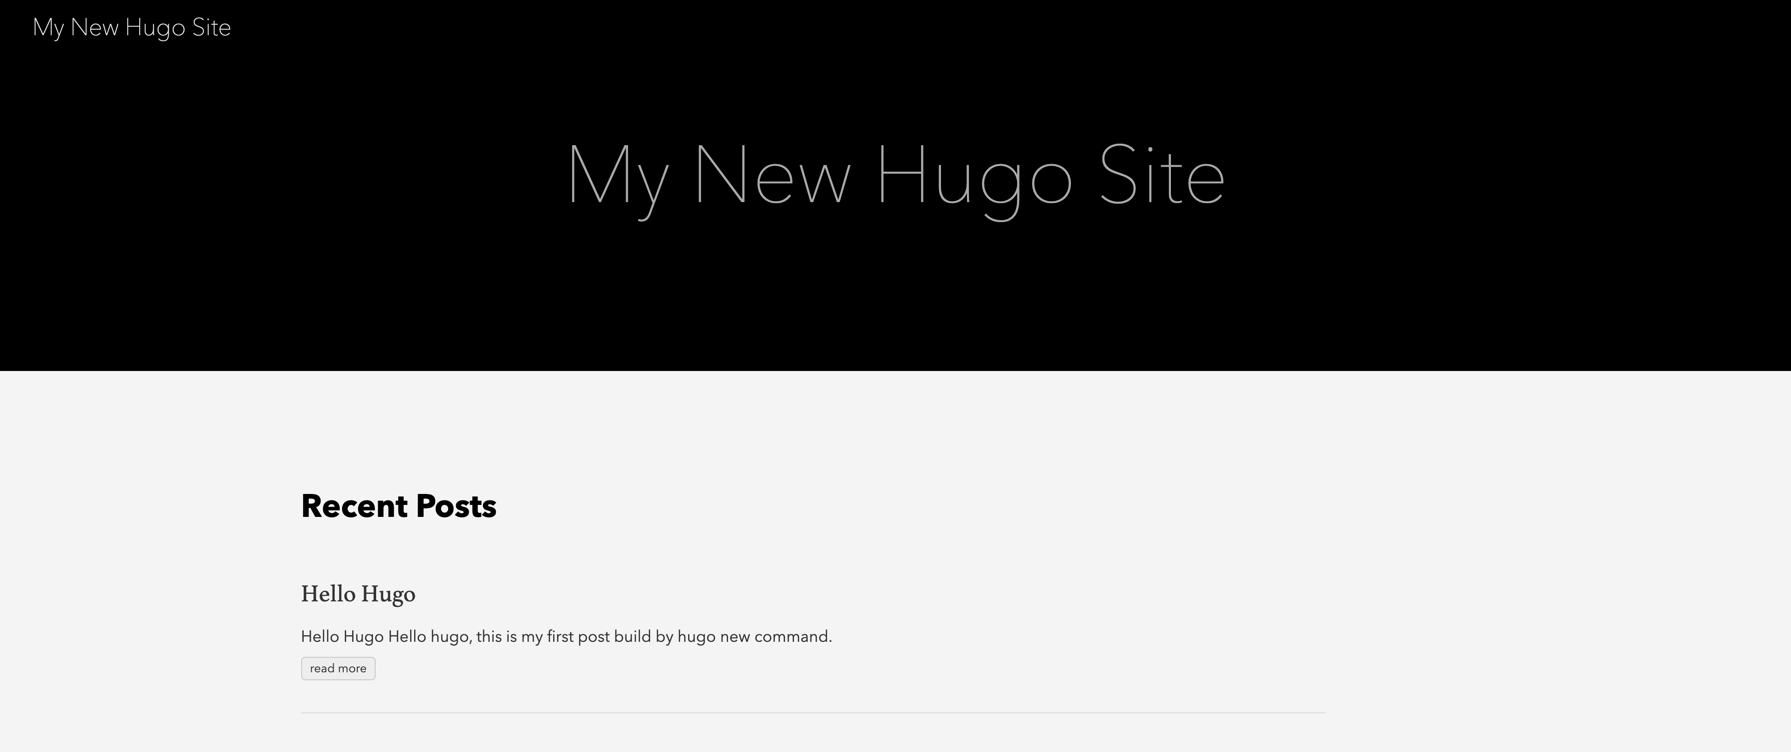 My New Hugo Site
My New Hugo Site
Recent Posts
Hello Hugo
Hello Hugo Hello hugo, this is my first post build by hugo new command.
read more